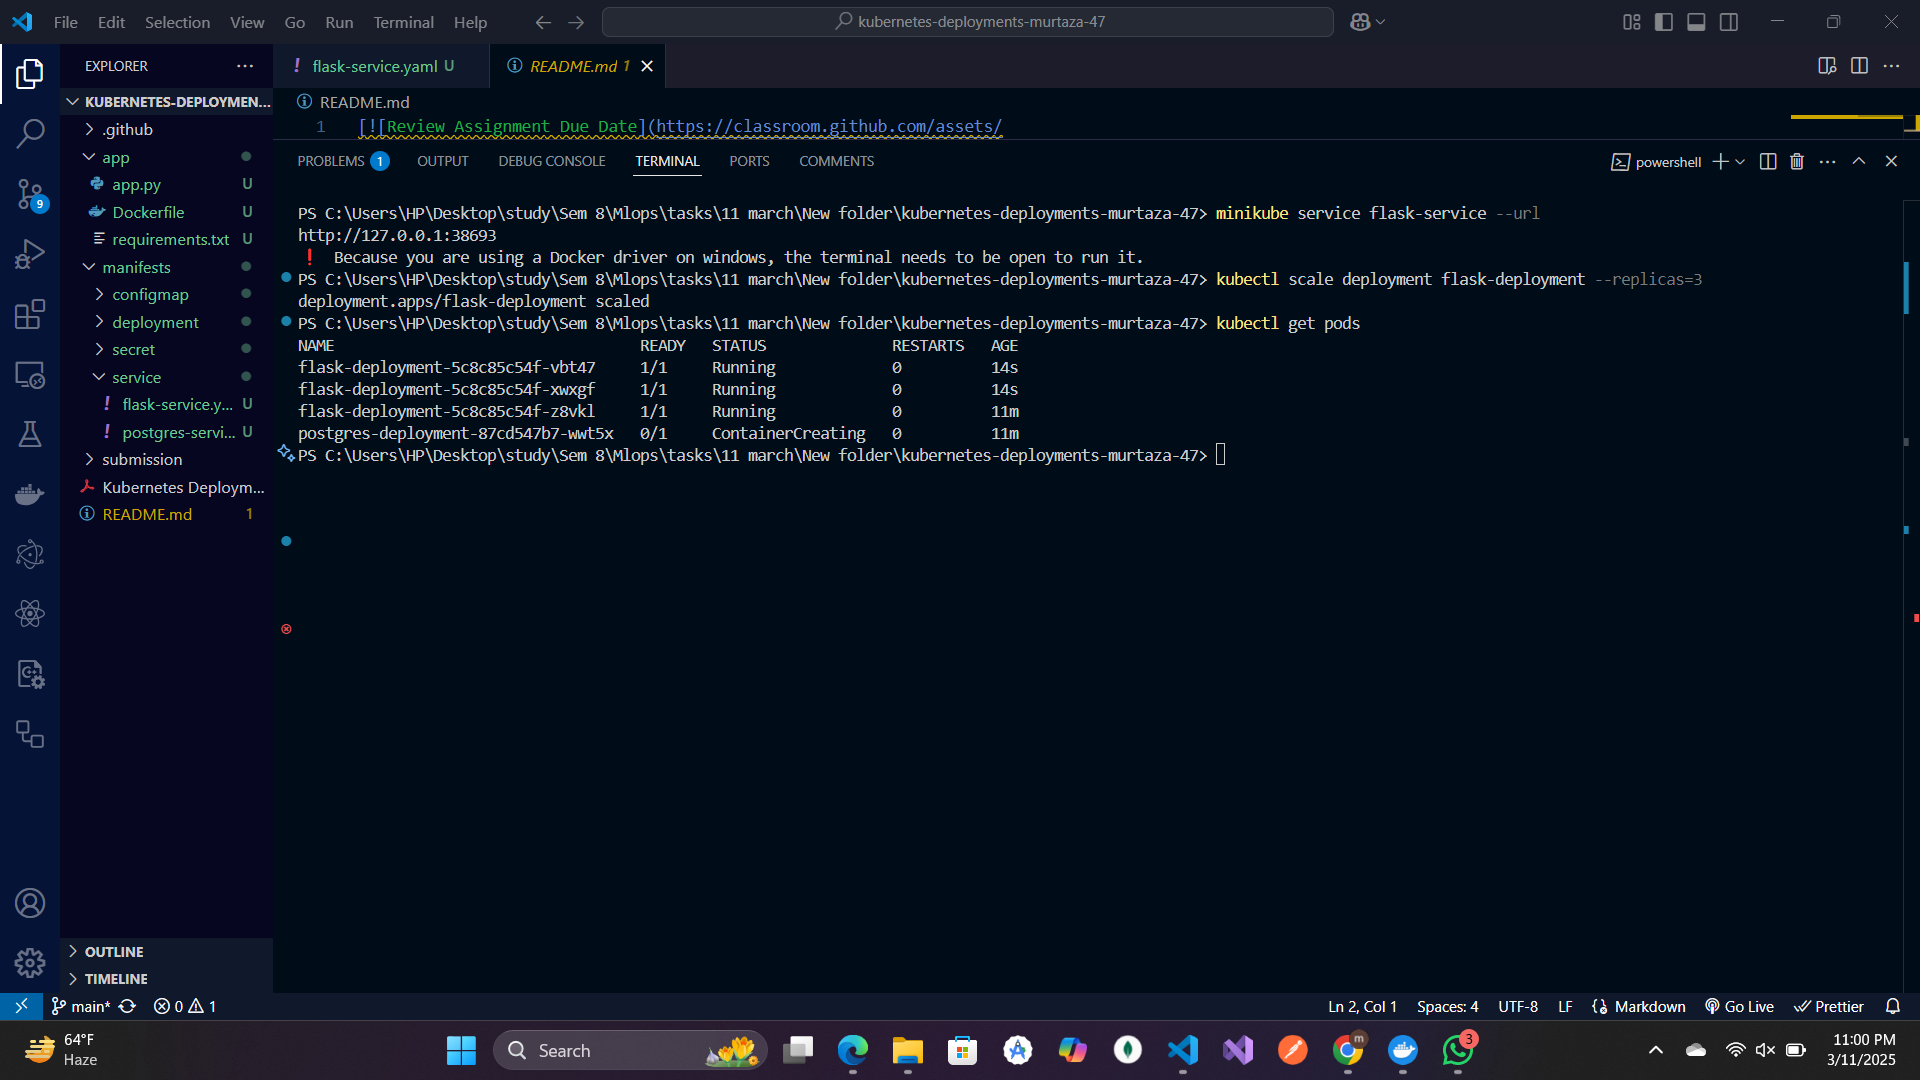 File Edit Selection View Go Run Terminal Help
kubernetes-deployments-murtaza-47
EXPLORER
flask-service.yaml U
README.md 1
KUBERNETES-DEPLOYMEN...
.github
app
app.py U
Dockerfile U
requirements.txt U
manifests
configmap
deployment
secret
service
flask-service.y... U
postgres-servi... U
submission
Kubernetes Deploym...
README.md 1
OUTLINE
TIMELINE
9
README.md
1 [![Review Assignment Due Date](https://classroom.github.com/assets/
PROBLEMS 1 OUTPUT DEBUG CONSOLE TERMINAL PORTS COMMENTS
powershell
PS C:\Users\HP\Desktop\study\Sem 8\Mlops\tasks\11 march\New folder\kubernetes-deployments-murtaza-47> minikube service flask-service --url
http://127.0.0.1:38693
! Because you are using a Docker driver on windows, the terminal needs to be open to run it.
PS C:\Users\HP\Desktop\study\Sem 8\Mlops\tasks\11 march\New folder\kubernetes-deployments-murtaza-47> kubectl scale deployment flask-deployment --replicas=3
deployment.apps/flask-deployment scaled
PS C:\Users\HP\Desktop\study\Sem 8\Mlops\tasks\11 march\New folder\kubernetes-deployments-murtaza-47> kubectl get pods
NAME READY STATUS RESTARTS AGE
flask-deployment-5c8c85c54f-vbt47 1/1 Running 0 14s
flask-deployment-5c8c85c54f-xwxgf 1/1 Running 0 14s
flask-deployment-5c8c85c54f-z8vkl 1/1 Running 0 11m
postgres-deployment-87cd547b7-wwt5x 0/1 ContainerCreating 0 11m
PS C:\Users\HP\Desktop\study\Sem 8\Mlops\tasks\11 march\New folder\kubernetes-deployments-murtaza-47>
main* 0 1
Ln 2, Col 1 Spaces: 4 UTF-8 LF Markdown Go Live Prettier
64°F
Haze
Search
m
3
11:00 PM
3/11/2025